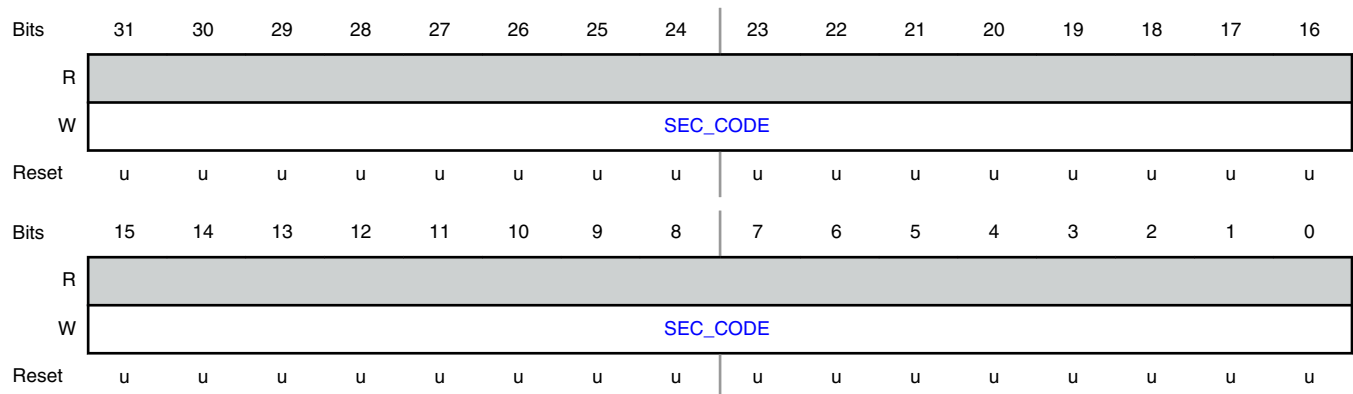 Bits 31 30 29 28 27 26 25 24 23 22 21 20 19 18 17 16
R
W SEC_CODE
Reset u u u u u u u u u u u u u u u u
Bits 15 14 13 12 11 10 9 8 7 6 5 4 3 2 1 0
R
W SEC_CODE
Reset u u u u u u u u u u u u u u u u